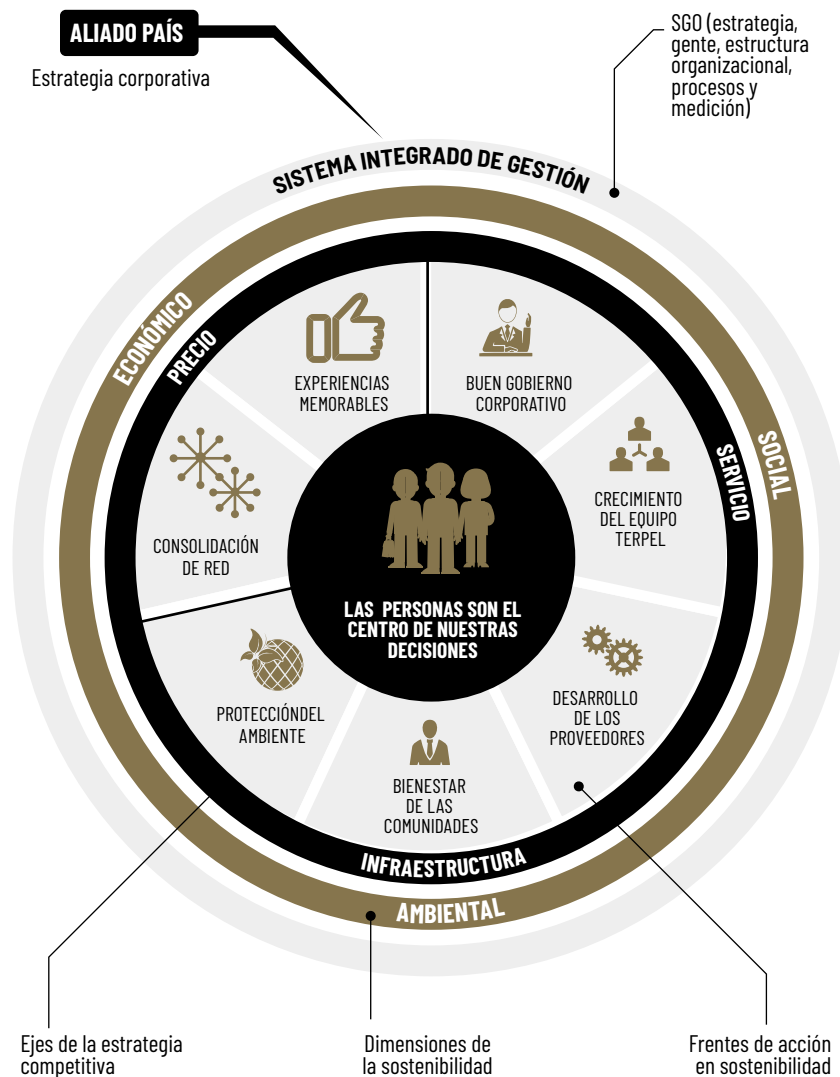 ALIADO PAÍS
Estrategia corporativa
SGO (estrategia,
gente, estructura
organizacional,
procesos y
medición)
SISTEMA INTEGRADO DE GESTIÓN
ECONÓMICO
PRECIO
SOCIAL
SERVICIO
EXPERIENCIAS
MEMORABLES
BUEN GOBIERNO
CORPORATIVO
CONSOLIDACIÓN
DE RED
CRECIMIENTO
DEL EQUIPO
TERPEL
LAS PERSONAS SON EL
CENTRO DE NUESTRAS
DECISIONES
PROTECCIÓNDEL
AMBIENTE
DESARROLLO
DE LOS
PROVEEDORES
BIENESTAR
DE LAS
COMUNIDADES
INFRAESTRUCTURA
AMBIENTAL
Ejes de la estrategia
competitiva
Dimensiones de
la sostenibilidad
Frentes de acción
en sostenibilidad